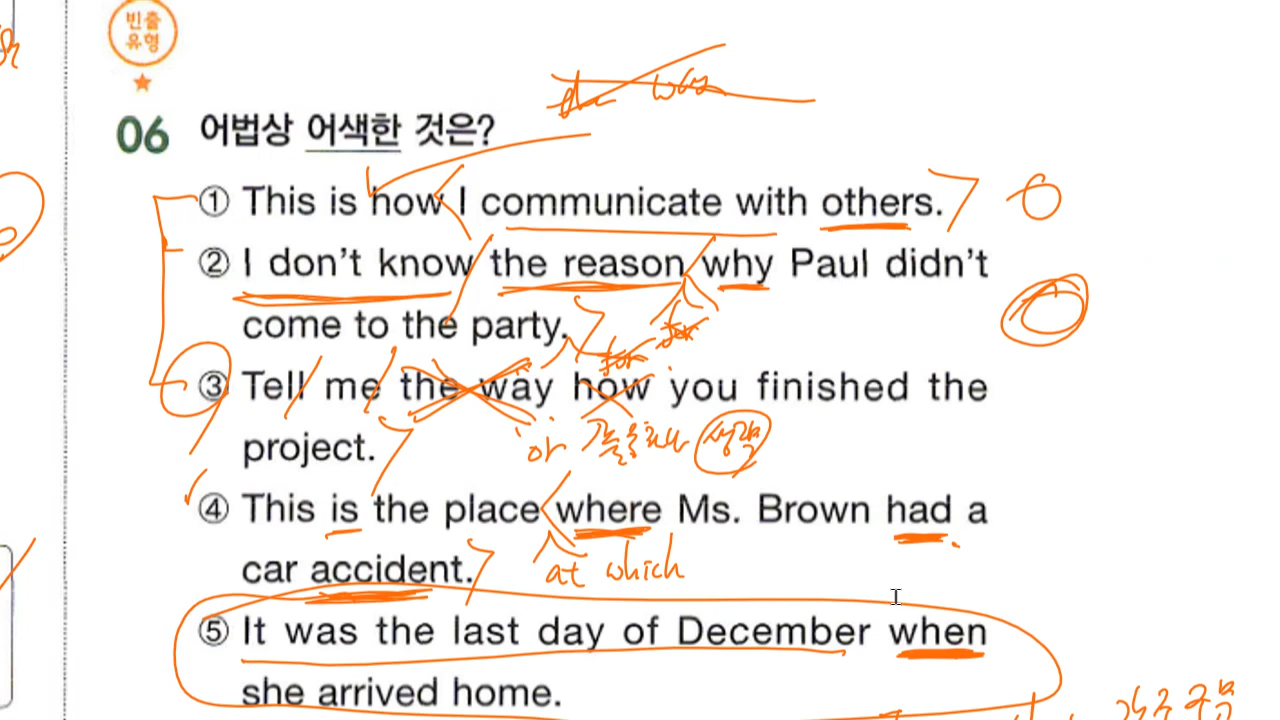 빈출
유형
the way
06 어법상 어색한 것은?
① This is how I communicate with others.
② I don't know the reason why Paul didn't
come to the party.
for
③ Tell me the way how you finished the
project.
생략
④ This is the place where Ms. Brown had a
car accident.
at which
⑤ It was the last day of December when
she arrived home.